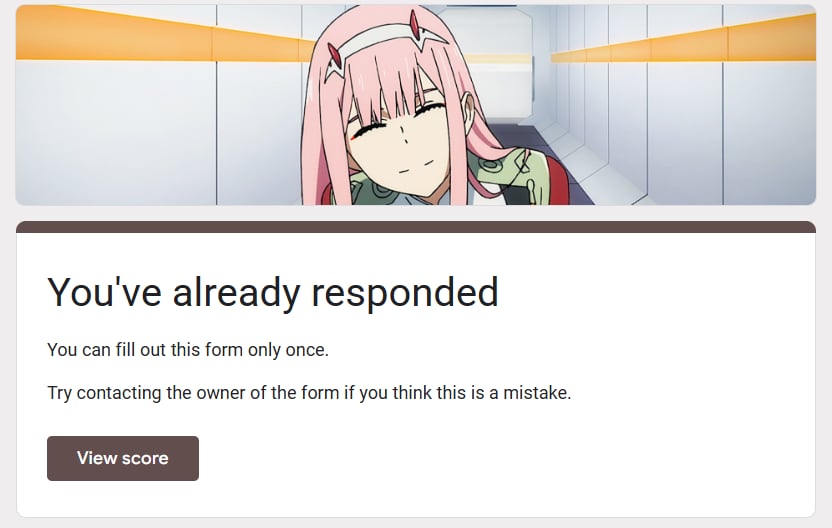 You've already responded
You can fill out this form only once.
Try contacting the owner of the form if you think this is a mistake.
View score